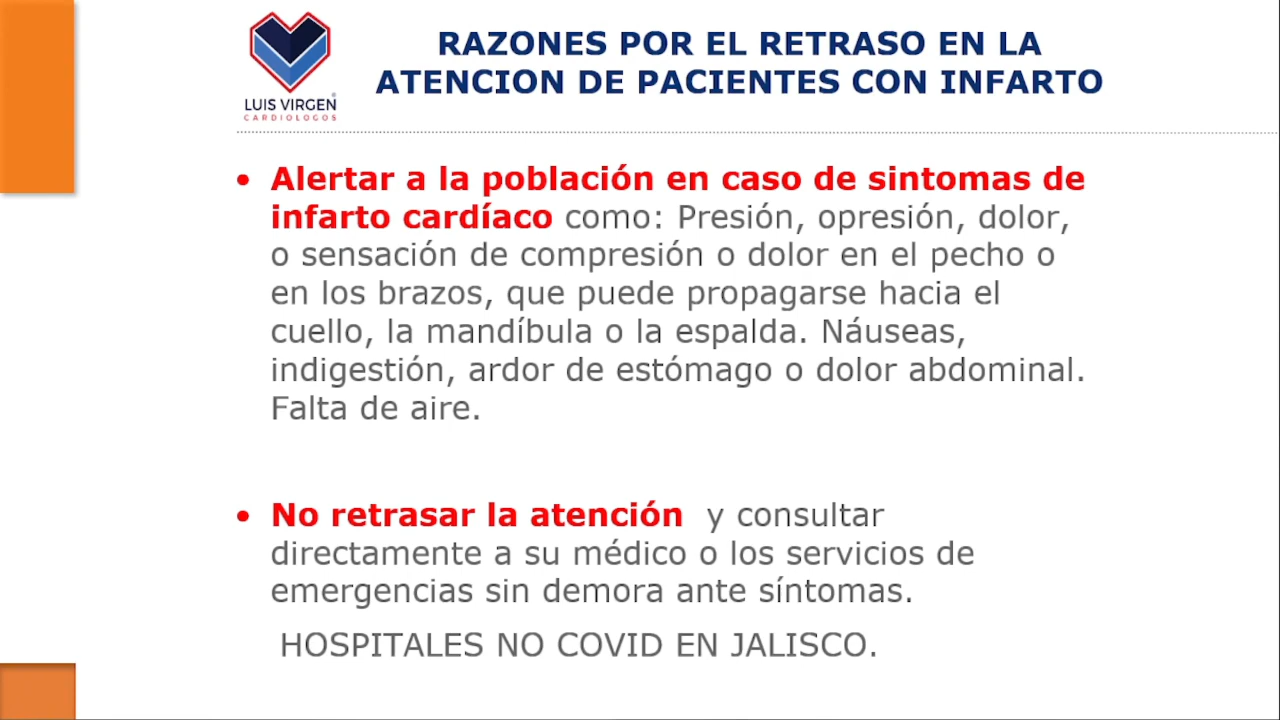 RAZONES POR EL RETRASO EN LA
ATENCION DE PACIENTES CON INFARTO
LUIS VIRGEN
CARDIOLOGOS
• Alertar a la población en caso de sintomas de
infarto cardíaco como: Presión, opresión, dolor,
o sensación de compresión o dolor en el pecho o
en los brazos, que puede propagarse hacia el
cuello, la mandíbula o la espalda. Náuseas,
indigestión, ardor de estómago o dolor abdominal.
Falta de aire.
• No retrasar la atención y consultar
directamente a su médico o los servicios de
emergencias sin demora ante síntomas.
HOSPITALES NO COVID EN JALISCO.